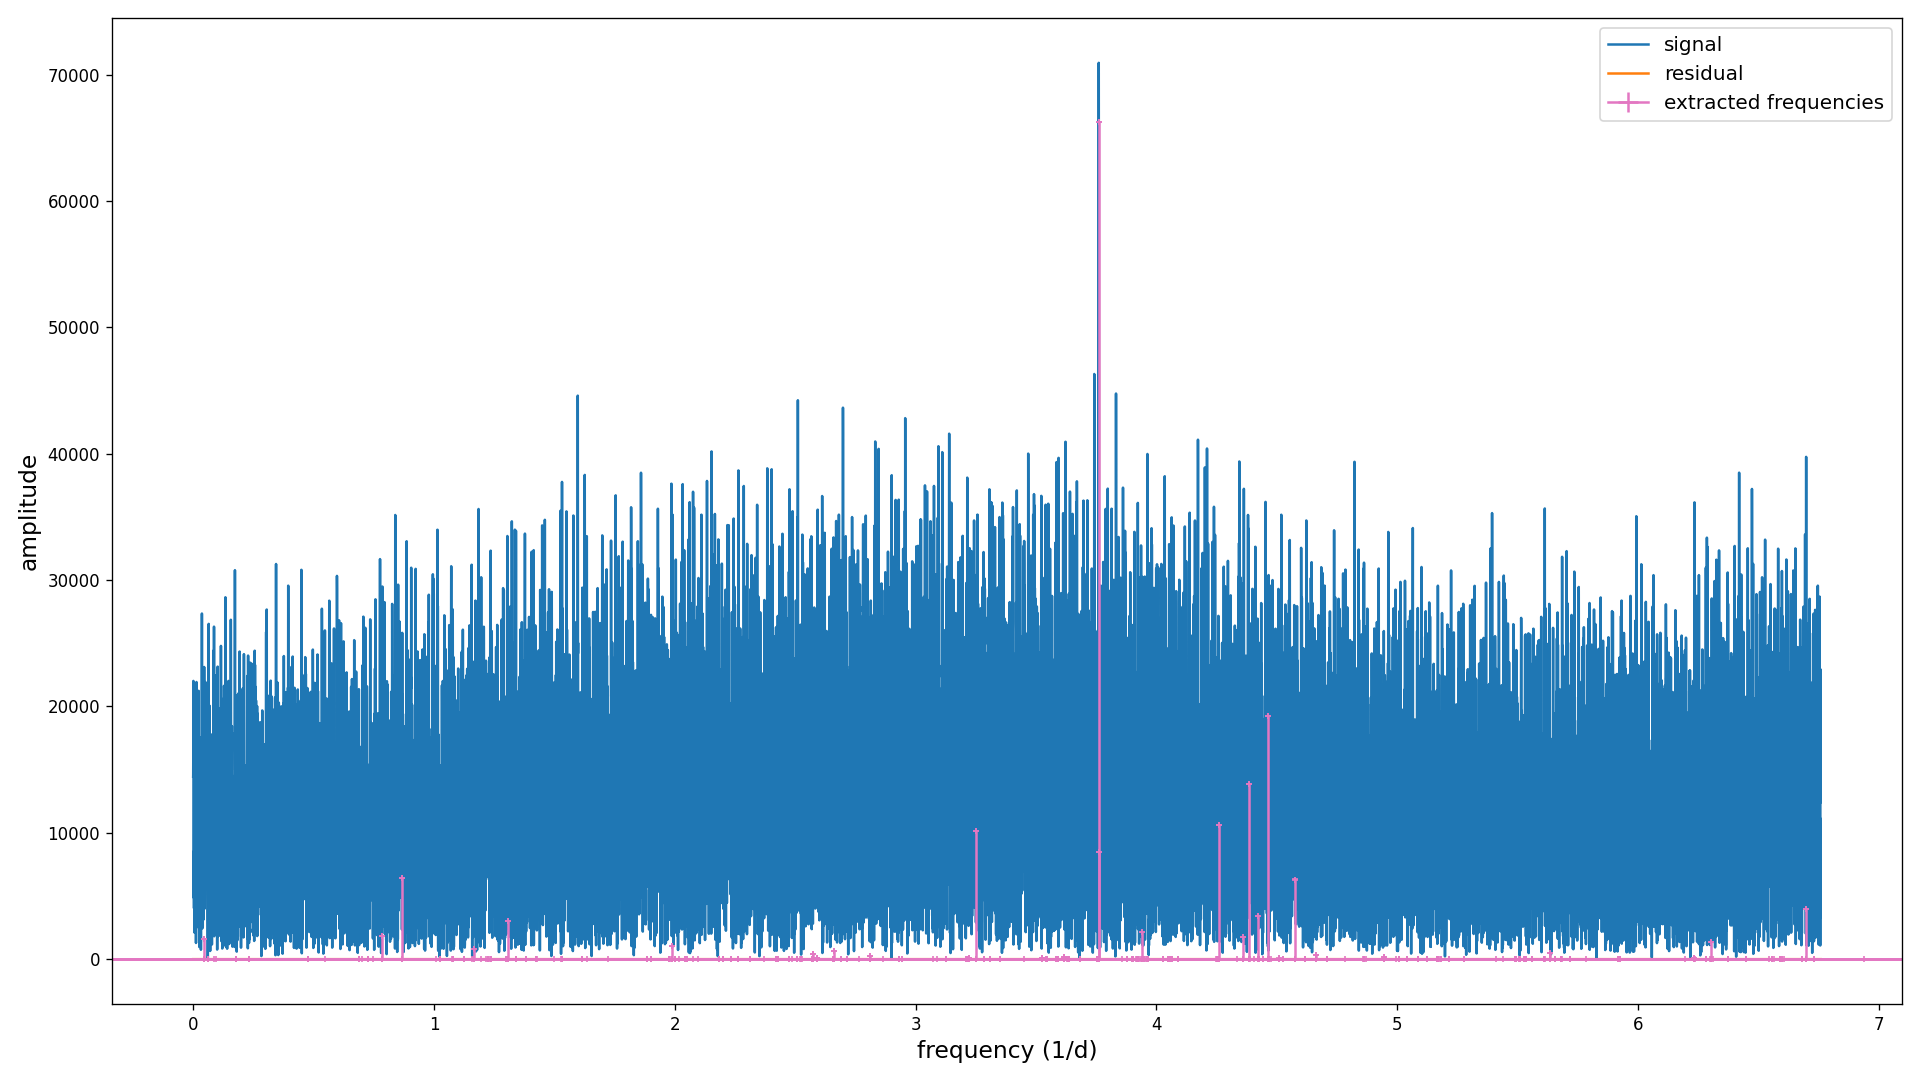 signal
residual
extracted frequencies
70000
60000
50000
40000
30000
20000
10000
0
amplitude
0 1 2 3 4 5 6 7
frequency (1/d)